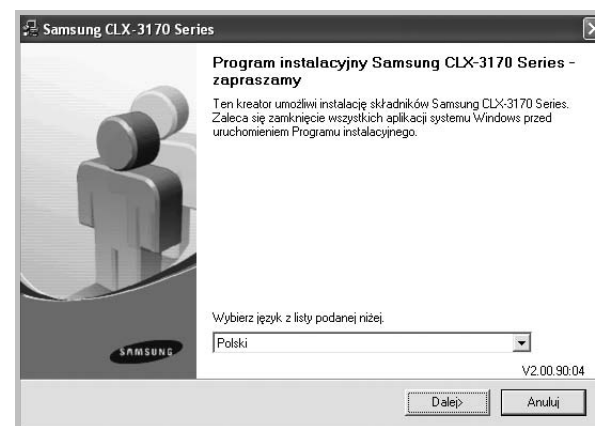 Samsung CLX-3170 Series
Program instalacyjny Samsung CLX-3170 Series -
zapraszamy
Ten kreator umożliwi instalację składników Samsung CLX-3170 Series.
Zaleca się zamknięcie wszystkich aplikacji systemu Windows przed
uruchomieniem Programu instalacyjnego.
Wybierz język z listy podanej niżej.
Polski
SAMSUNG
V2.00.90:04
Dalej>
Anuluj